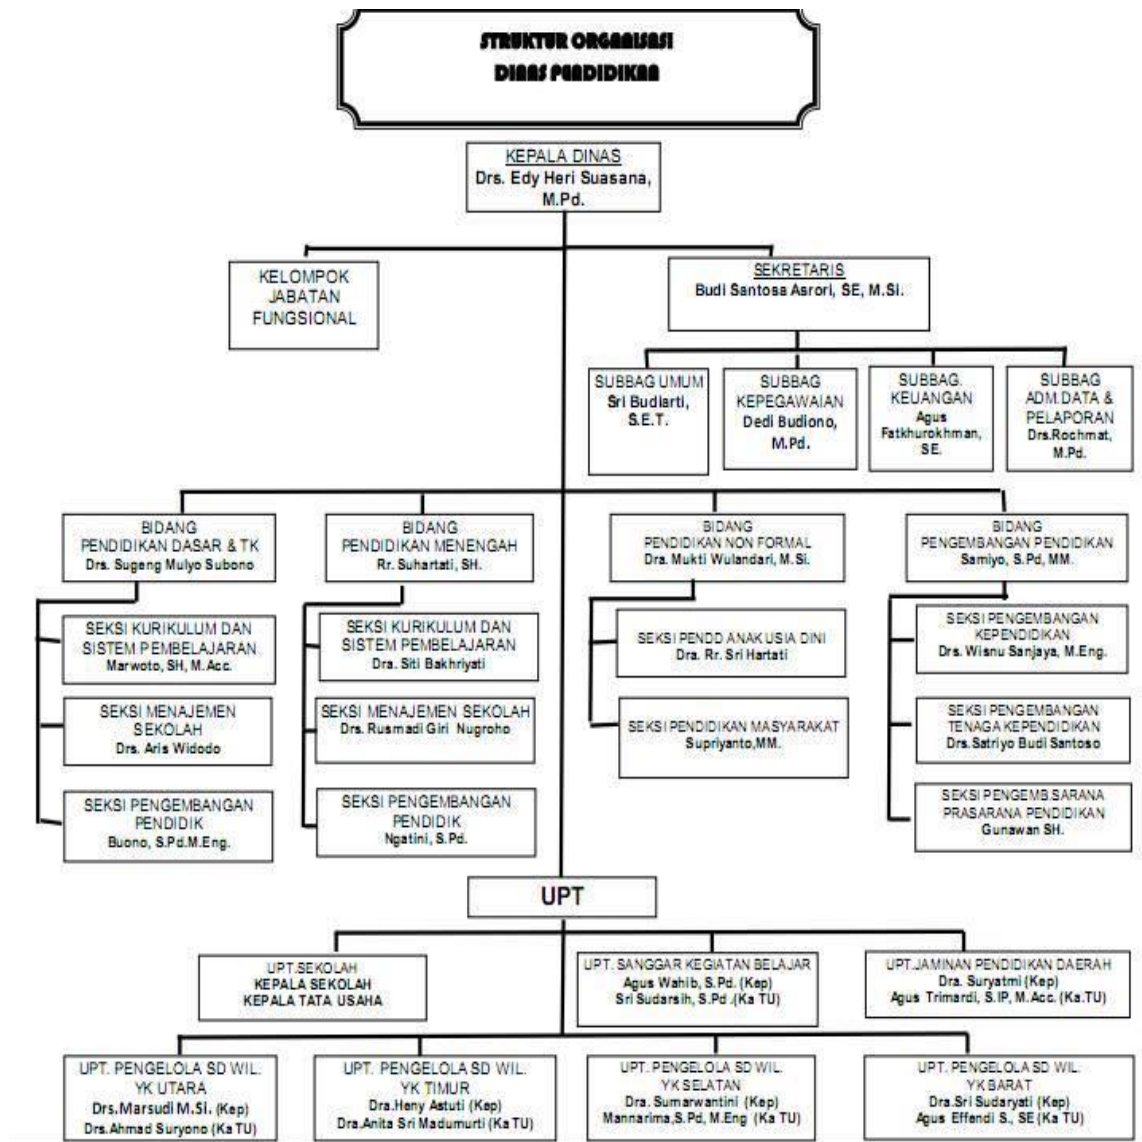 STRUKTUR ORGANISASI
DINAS PENDIDIKAN
KEPALA DINAS
Drs. Edy Heri Suasana,
M.Pd.
KELOMPOK
JABATAN
FUNGSIONAL
SEKRETARIS
Budi Santosa Asrori, SE, M.Si.
SUBBAG UMUM
Sri Budiarti,
S.E.T.
SUBBAG
KEPEGAWAIAN
Dedi Budiono,
M.Pd.
SUBBAG.
KEUANGAN
Agus
Fatkhurokhman,
SE.
SUBBAG
ADM.DATA &
PELAPORAN
Drs.Rochmat,
M.Pd.
BIDANG
PENDIDIKAN DASAR & TK
Drs. Sugeng Mulyo Subono
BIDANG
PENDIDIKAN MENENGAH
Rr. Suhartati, SH.
BIDANG
PENDIDIKAN NON FORMAL
Dra. Mukti Wulandari, M.Si.
BIDANG
PENGEMBANGAN PENDIDIKAN
Samiyo, S.Pd, MM.
SEKSI KURIKULUM DAN
SISTEM PEMBELAJARAN
Marwoto, SH, M.Acc.
SEKSI MENAJEMEN
SEKOLAH
Drs. Aris Widodo
SEKSI PENGEMBANGAN
PENDIDIK
Buono, S.Pd.M.Eng.
SEKSI KURIKULUM DAN
SISTEM PEMBELAJARAN
Dra. Siti Bakhriyati
SEKSI MENAJEMEN SEKOLAH
Drs. Rusmadi Giri Nugroho
SEKSI PENGEMBANGAN
PENDIDIK
Ngatini, S.Pd.
SEKSI PENDD ANAK USIA DINI
Dra. Rr. Sri Hartati
SEKSI PENDIDIKAN MASYARAKAT
Supriyanto,MM.
SEKSI PENGEMBANGAN
KEPENDIDIKAN
Drs. Wisnu Sanjaya, M.Eng.
SEKSI PENGEMBANGAN
TENAGA KEPENDIDIKAN
Drs.Satriyo Budi Santoso
SEKSI PENGEMB.SARANA
PRASARANA PENDIDIKAN
Gunawan SH.
UPT
UPT.SEKOLAH
KEPALA SEKOLAH
KEPALA TATA USAHA
UPT. SANGGAR KEGIATAN BELAJAR
Agus Wahib, S.Pd. (Kep)
Sri Sudarsih, S.Pd .(Ka TU)
UPT.JAMINAN PENDIDIKAN DAERAH
Dra. Suryatmi (Kep)
Agus Trimardi, S.IP, M.Acc. (Ka.TU)
UPT. PENGELOLA SD WIL.
YK UTARA
Drs.Marsudi M.Si. (Kep)
Drs.Ahmad Suryono (Ka TU)
UPT. PENGELOLA SD WIL.
YK TIMUR
Dra.Heny Astuti (Kep)
Dra.Anita Sri Madumurti (Ka TU)
UPT. PENGELOLA SD WIL.
YK SELATAN
Dra. Sumarwantini (Kep)
Mannarima,S.Pd, M.Eng (Ka TU)
UPT. PENGELOLA SD WIL.
YK BARAT
Dra.Sri Sudaryati (Kep)
Agus Effendi S., SE (Ka TU)